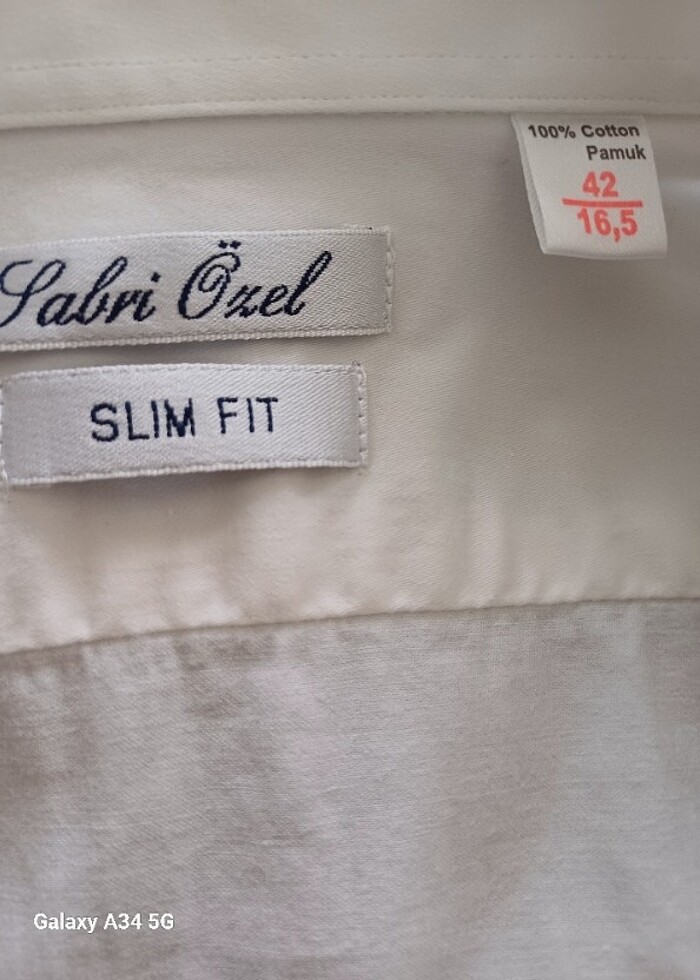 100% Cotton
Pamuk
42
16,5
Sabri Özel
SLIM FIT
Galaxy A34 5G